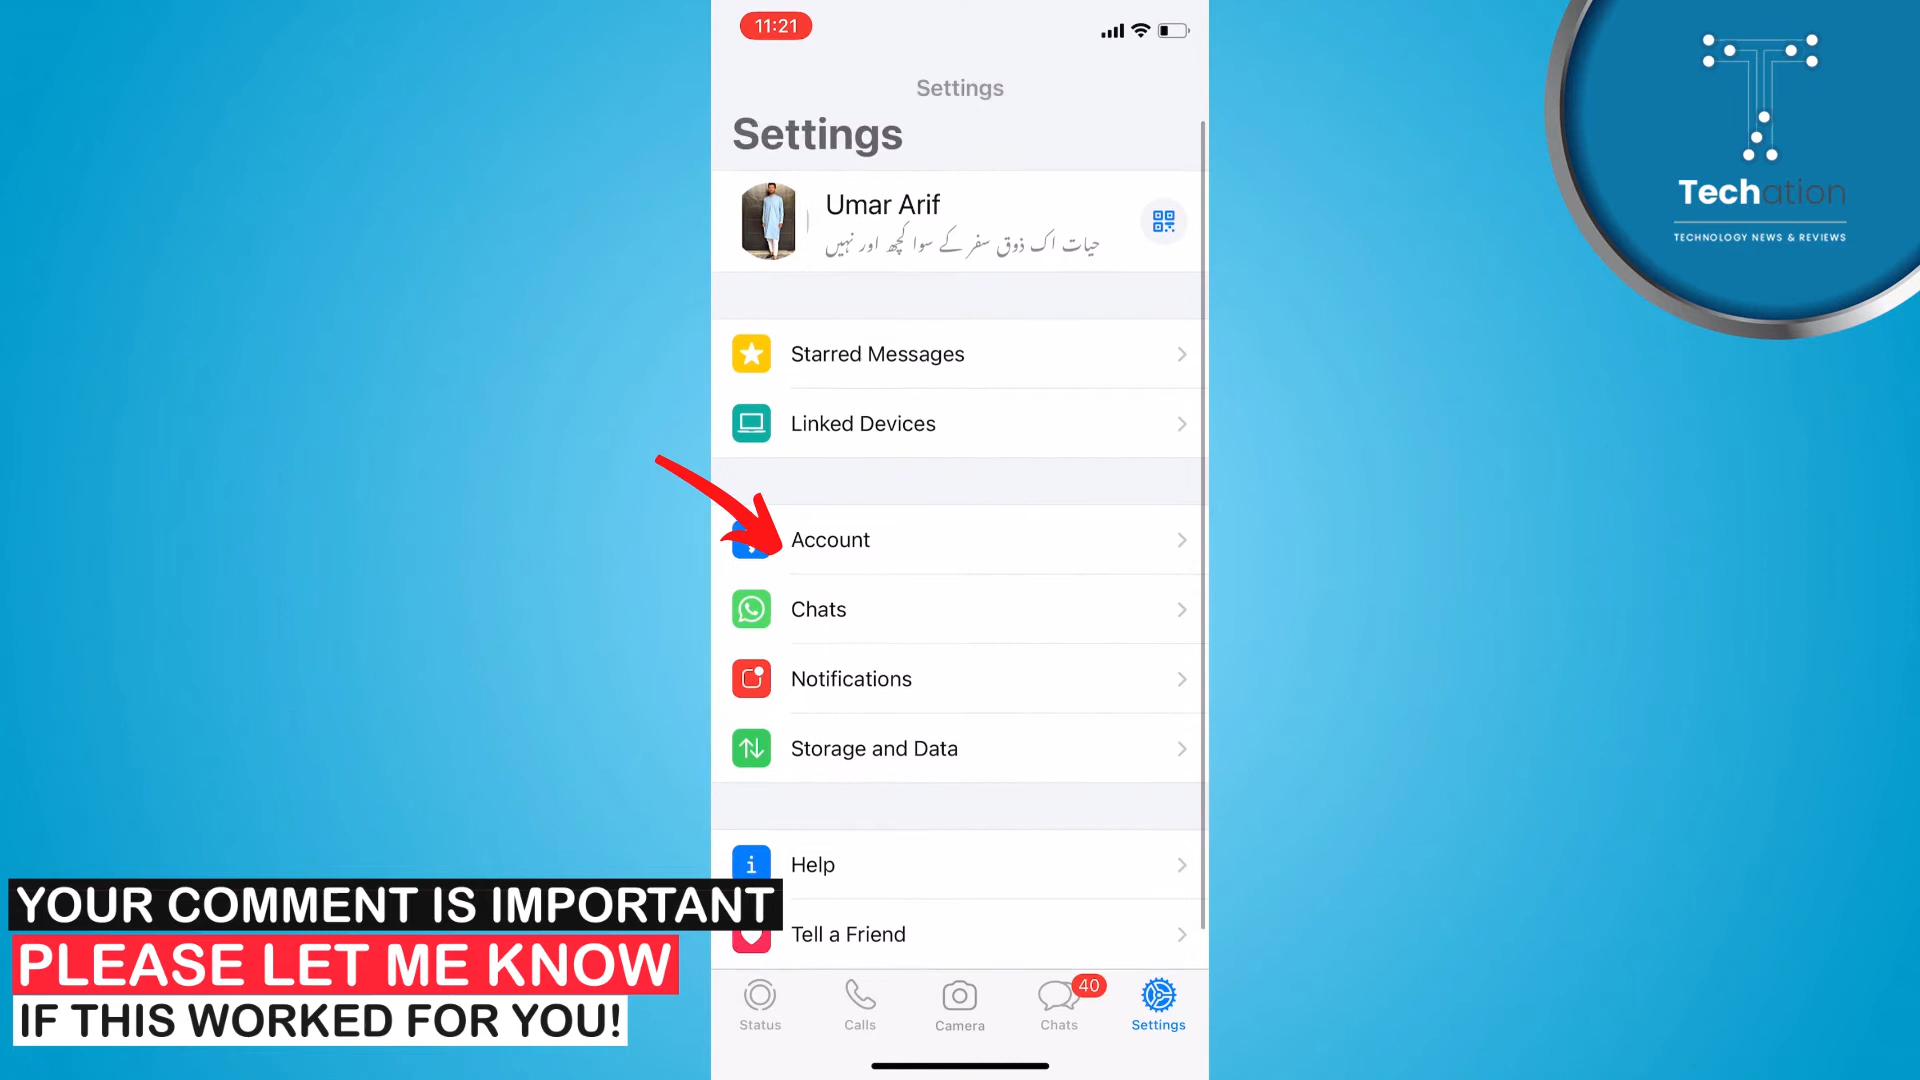 11:21
Settings
Settings
Umar Arif
حیات اک ذوق سفر کے سوا کچھ اور نہیں
Starred Messages
Linked Devices
Account
Chats
Notifications
Storage and Data
Help
Tell a Friend
40
Status
Calls
Camera
Chats
Settings
Techation
TECHNOLOGY NEWS & REVIEWS
YOUR COMMENT IS IMPORTANT
PLEASE LET ME KNOW
IF THIS WORKED FOR YOU!